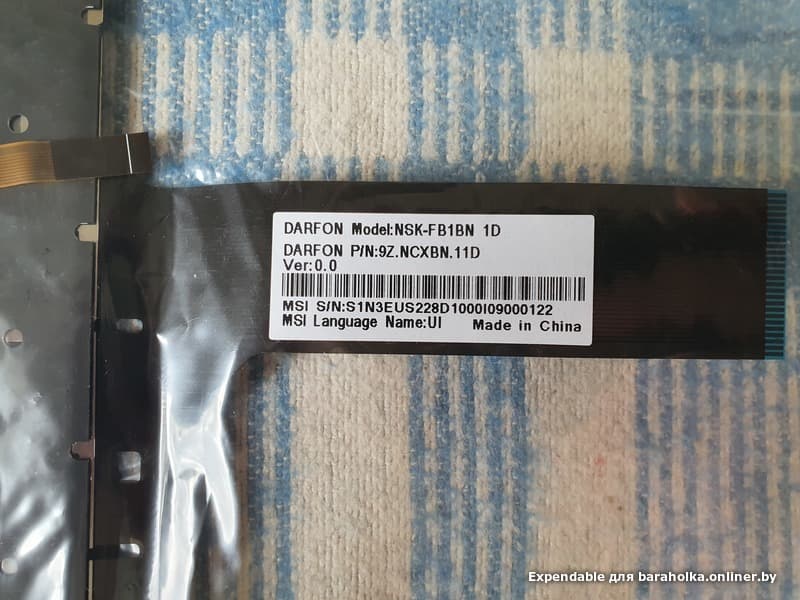 DARFON Model:NSK-FB1BN 1D
DARFON P/N:9Z.NCXBN.11D
Ver:0.0
MSI S/N:S1N3EUS228D1000I09000122
MSI Language Name:UI Made in China
Expendable для baraholka.onliner.by